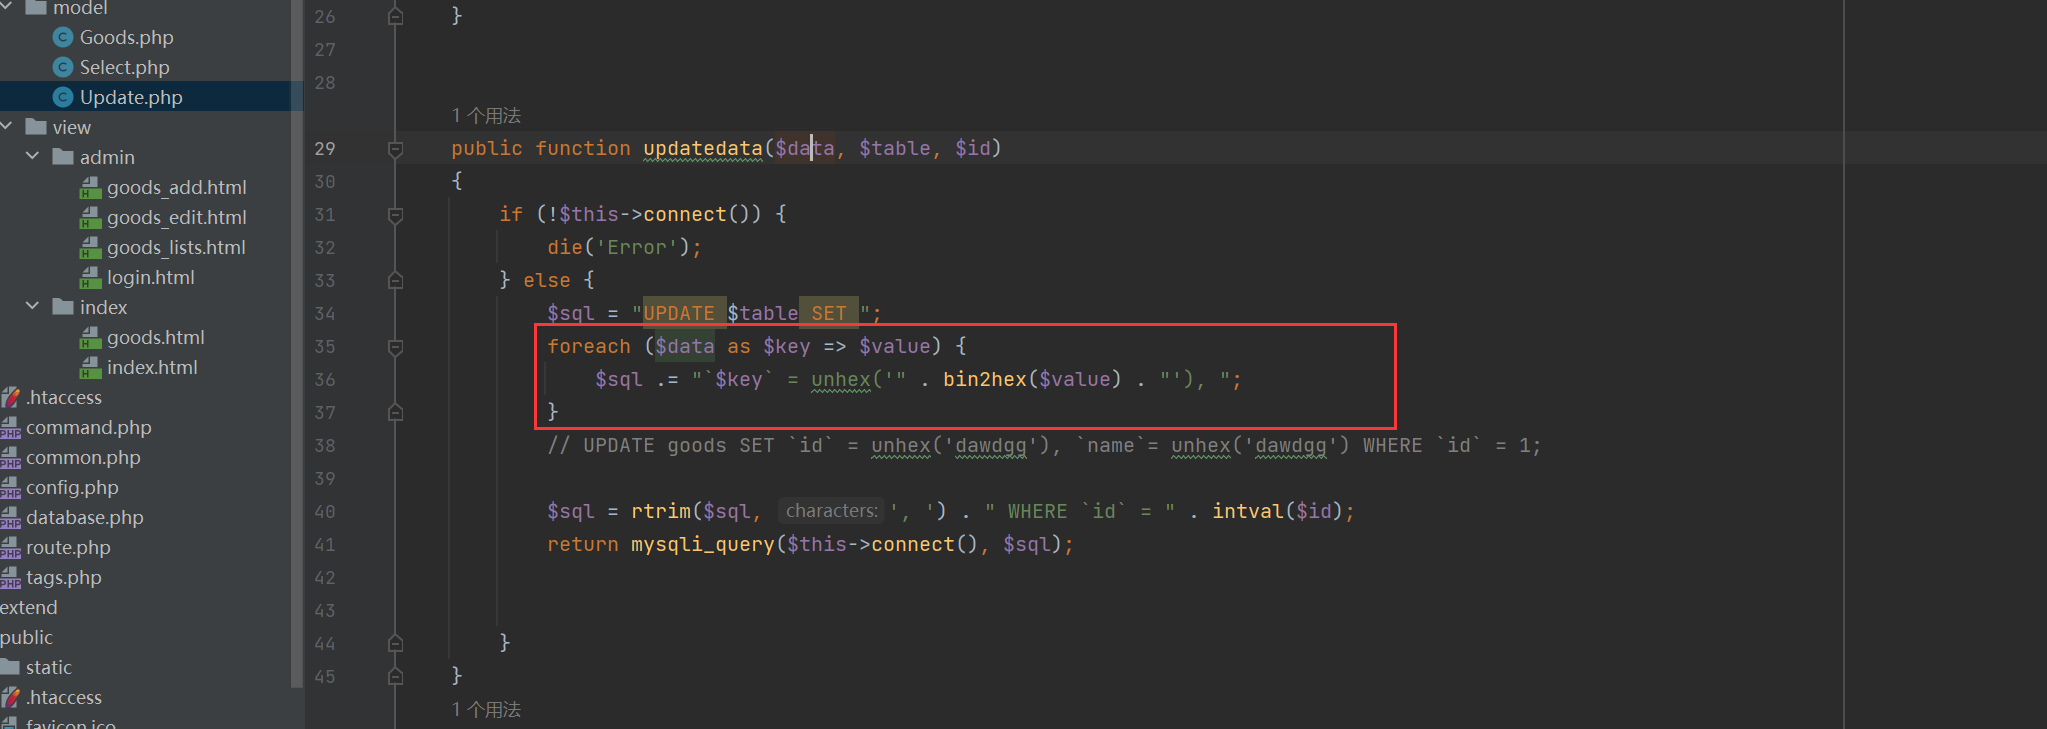 model
Goods.php
Select.php
Update.php
view
admin
goods_add.html
goods_edit.html
goods_lists.html
login.html
index
goods.html
index.html
.htaccess
command.php
common.php
config.php
database.php
route.php
tags.php
extend
public
static
.htaccess
favicon.ico
26 }
27
28
1 个用法
29 public function updatedata($data, $table, $id)
30 {
31 if (!$this->connect()) {
32 die('Error');
33 } else {
34 $sql = "UPDATE $table SET ";
35 foreach ($data as $key => $value) {
36 $sql .= "`$key` = unhex('" . bin2hex($value) . "'), ";
37 }
38 // UPDATE goods SET `id` = unhex('dawdgg'), `name`= unhex('dawdgg') WHERE `id` = 1;
39
40 $sql = rtrim($sql, characters: ', ') . " WHERE `id` = " . intval($id);
41 return mysqli_query($this->connect(), $sql);
42
43
44 }
45 }
1 个用法